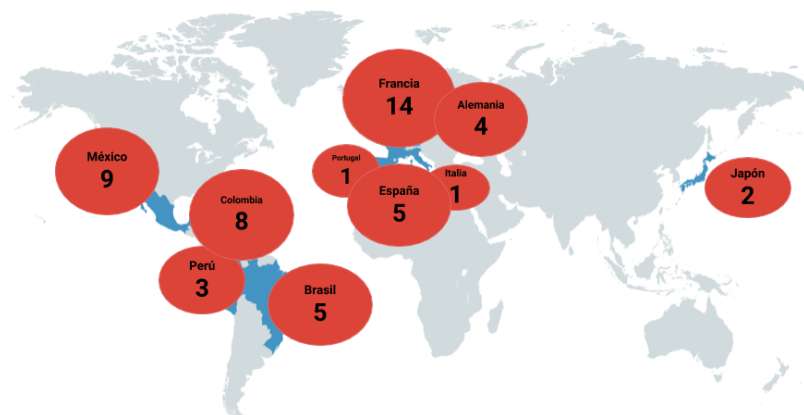 Francia
14
Alemania
4
México
9
Portugal
1
Italia
1
Japón
2
España
5
Colombia
8
Perú
3
Brasil
5